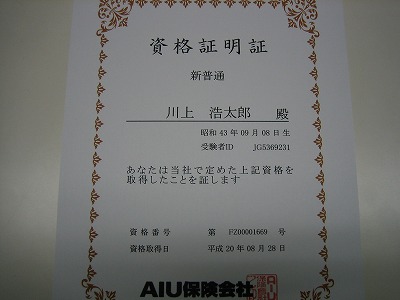 資格証明証
新普通
川上 浩太郎 殿
昭和 43 年 09 月 08 日 生
受験者ID JG5369231
あなたは当社で定めた上記資格を
取得したことを証します
資格番号 第 FZ00001669 号
資格取得日 平成 20 年 08 月 28 日
AIU保険会社